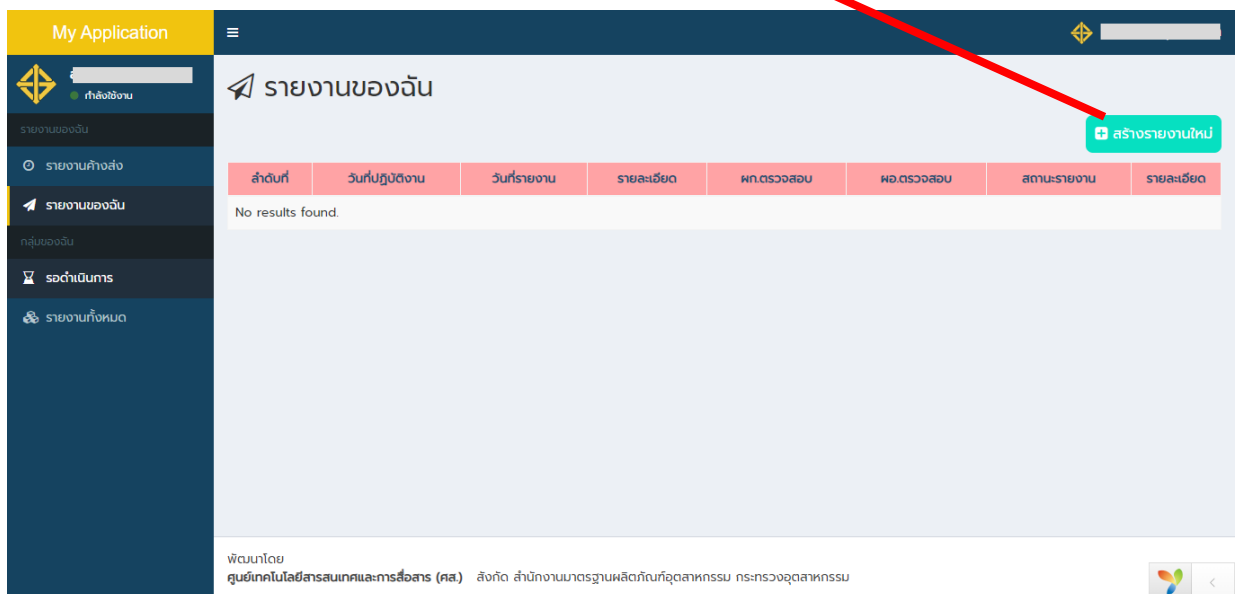 My Application
กำลังใช้งาน
รายงานของฉัน
รายงานของฉัน
สร้างรายงานใหม่
รายงานค้างส่ง
ลำดับที่ วันที่ปฏิบัติงาน วันที่รายงาน รายละเอียด ผก.ตรวจสอบ ผอ.ตรวจสอบ สถานะรายงาน รายละเอียด
รายงานของฉัน
No results found.
กลุ่มของฉัน
รอดำเนินการ
รายงานทั้งหมด
พัฒนาโดย
ศูนย์เทคโนโลยีสารสนเทศและการสื่อสาร (ศส.) สังกัด สำนักงานมาตรฐานผลิตภัณฑ์อุตสาหกรรม กระทรวงอุตสาหกรรม